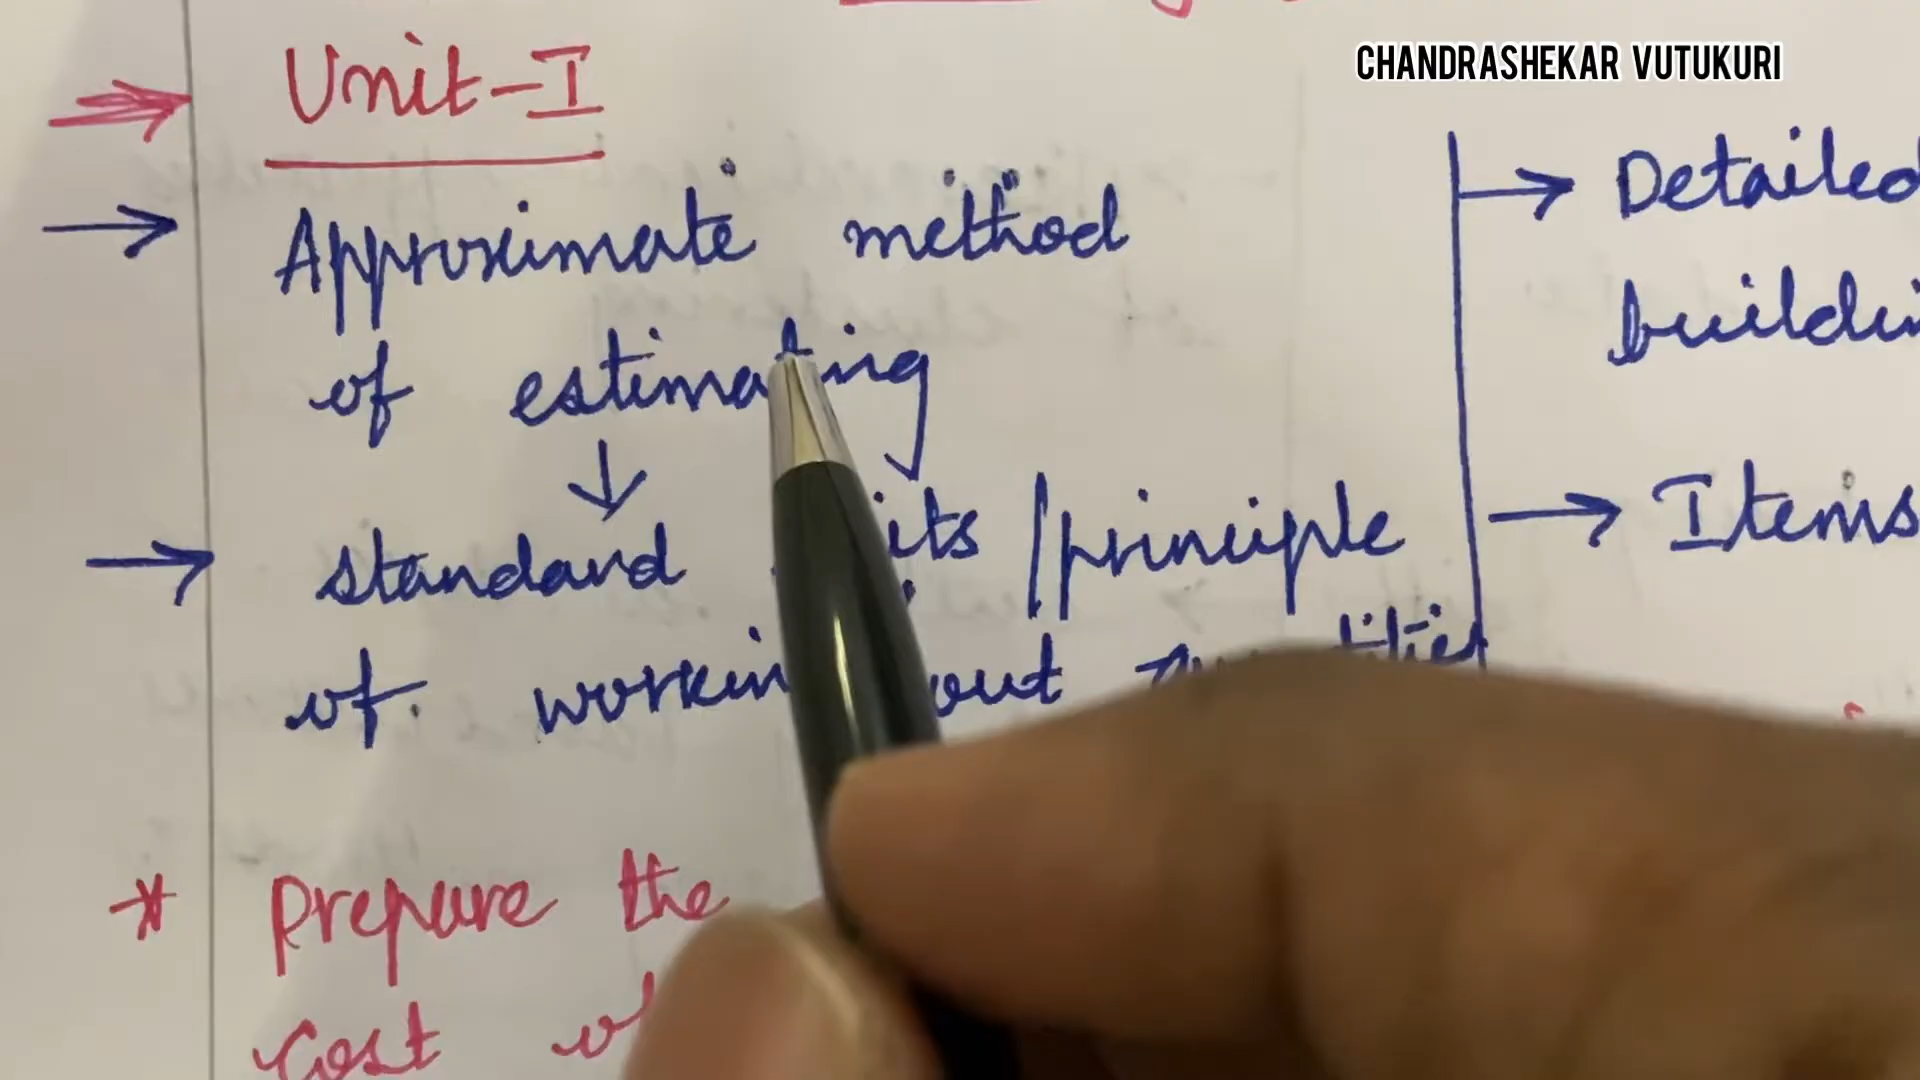 CHANDRASHEKAR VUTUKURI
Unit-I
Approximate method
of estimating
standard /principle
of out
* Prepare the
Cost
Detailed
Items